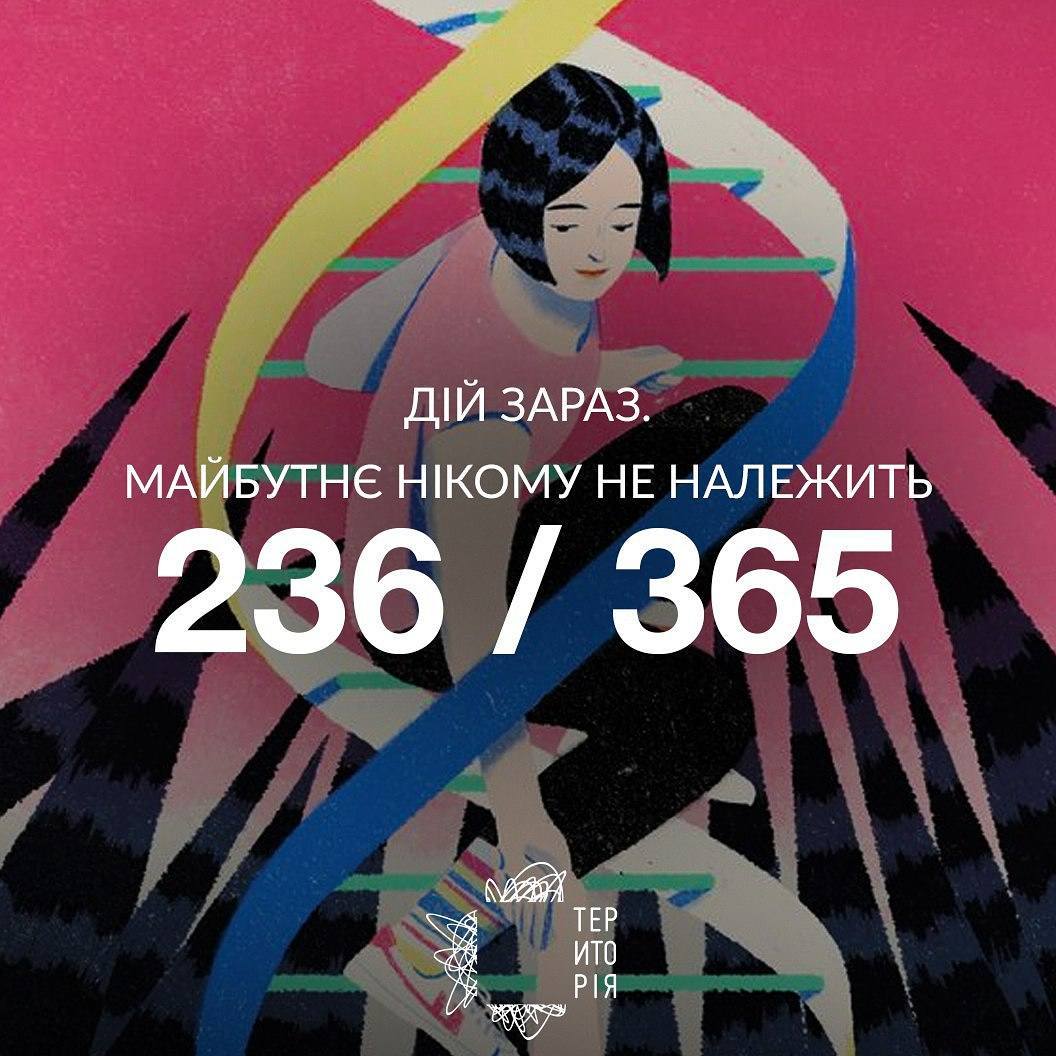 ДІЙ ЗАРАЗ.
МАЙБУТНЄ НІКОМУ НЕ НАЛЕЖИТЬ
236 / 365
ТЕР
ИТО
РІЯ